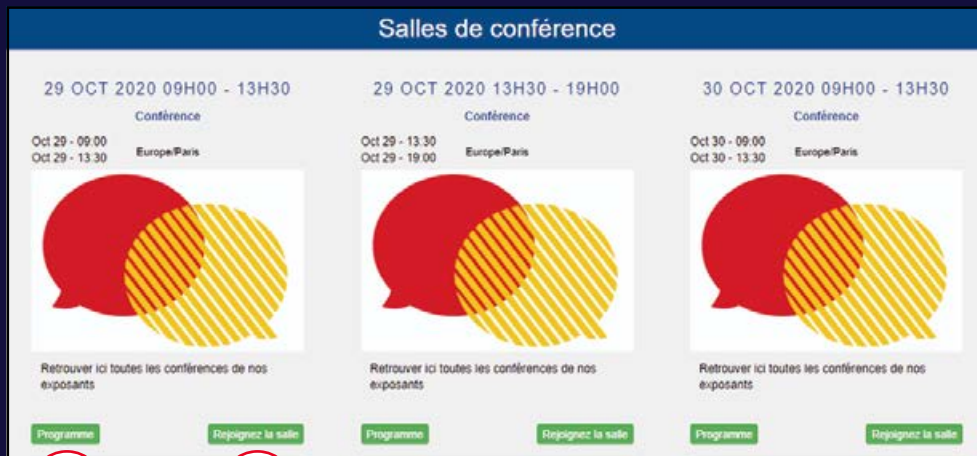 Salles de conférence
29 OCT 2020 09H00 - 13H30
Conférence
Oct 29 - 09:00
Oct 29 - 13:30
Europe/Paris
Retrouver ici toutes les conférences de nos
exposants
Programme
Rejoignez la salle
29 OCT 2020 13H30 - 19H00
Conférence
Oct 29 - 13:30
Oct 29 - 19:00
Europe/Paris
Retrouver ici toutes les conférences de nos
exposants
Programme
Rejoignez la salle
30 OCT 2020 09H00 - 13H30
Conférence
Oct 30 - 09:00
Oct 30 - 13:30
Europe/Paris
Retrouver ici toutes les conférences de nos
exposants
Programme
Rejoignez la salle